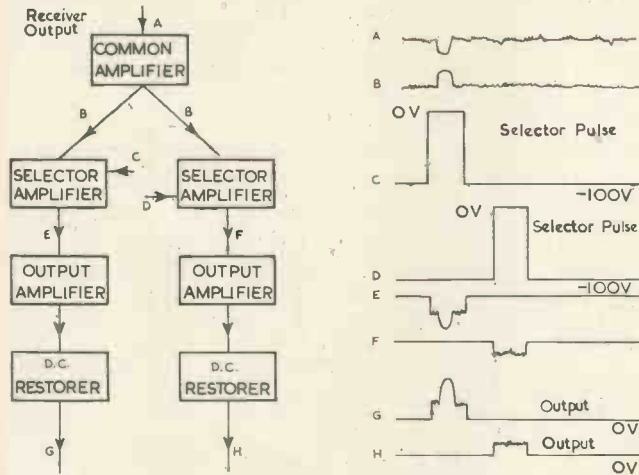 Receiver
Output
A
COMMON
AMPLIFIER
B
B
SELECTOR
AMPLIFIER
C
SELECTOR
AMPLIFIER
D
E
F
OUTPUT
AMPLIFIER
OUTPUT
AMPLIFIER
D.C.
RESTORER
D.C.
RESTORER
G
H
A
B
OV
Selector Pulse
C
-100V
OV
Selector Pulse
D
-100V
E
F
G
Output
OV
H
Output
OV